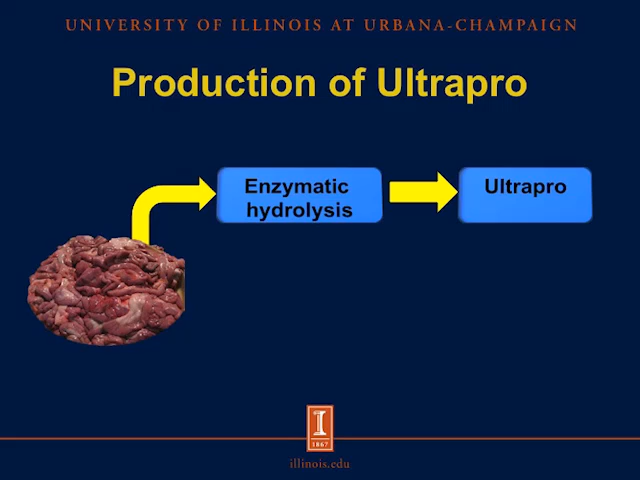 UNIVERSITY OF ILLINOIS AT URBANA-CHAMPAIGN
Production of Ultrapro
Enzymatic
hydrolysis
Ultrapro
I
1867
illinois.edu